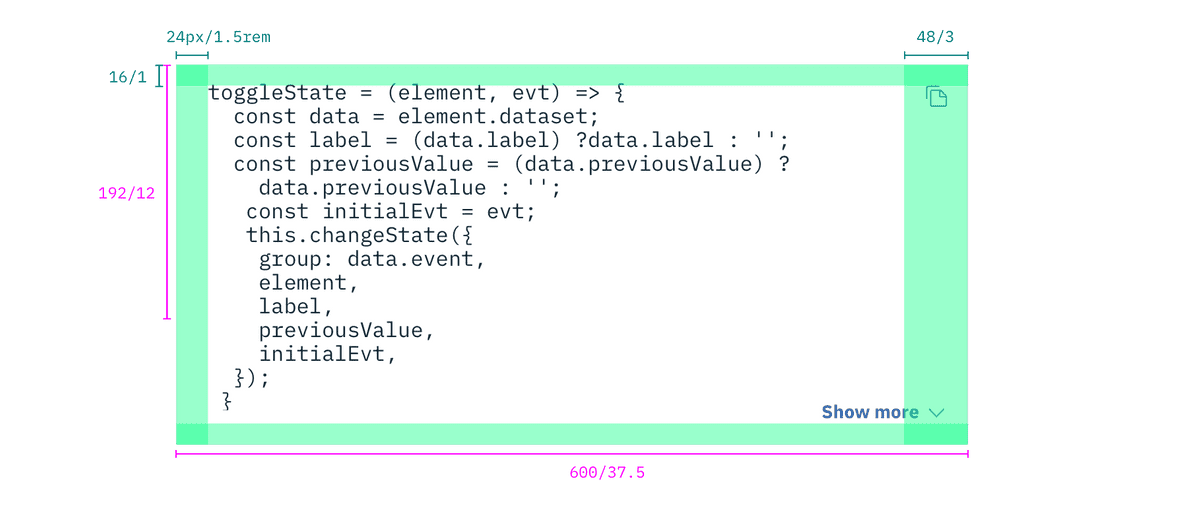 24px/1.5rem
48/3
16/1
toggleState = (element, evt) => {
const data = element.dataset;
const label = (data.label) ?data.label : '';
const previousValue = (data.previousValue) ?
data.previousValue : '';
192/12
const initialEvt = evt;
this.changeState({
group: data.event,
element,
label,
previousValue,
initialEvt,
});
}
Show more
600/37.5